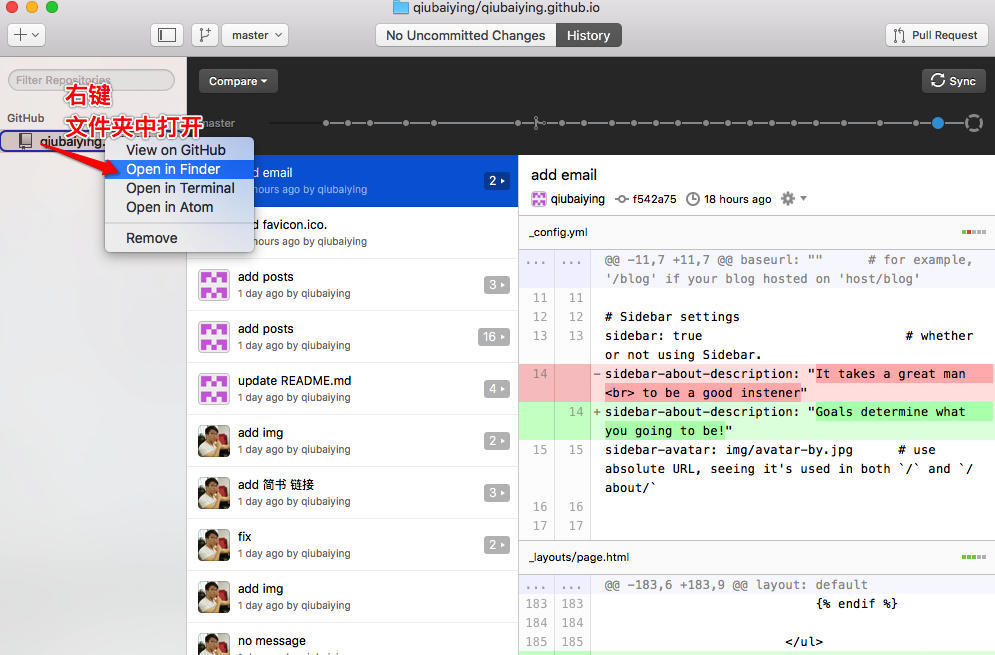 qiubaiying/qiubaiying.github.io
master
No Uncommitted Changes
History
Pull Request
Filter Repositories
Compare
Sync
右键
GitHub
文件夹中打开
master
qiubaiying.
View on GitHub
Open in Finder
Open in Terminal
Open in Atom
Remove
d email
hours ago by qiubaiying
2
d favicon.ico.
hours ago by qiubaiying
add posts
1 day ago by qiubaiying
3
add posts
1 day ago by qiubaiying
16
update README.md
1 day ago by qiubaiying
4
add img
1 day ago by qiubaiying
2
add 简书 链接
1 day ago by qiubaiying
3
fix
1 day ago by qiubaiying
2
add img
1 day ago by qiubaiying
no message
add email
qiubaiying f542a75 18 hours ago
_config.yml
... ... @@ -11,7 +11,7 @@ baseurl: "" # for example,
'/blog' if your blog hosted on 'host/blog'
11 11
12 12 # Sidebar settings
13 13 sidebar: true # whether
or not using Sidebar.
14 -sidebar-about-description: "It takes a great man
<br> to be a good instener"
14 +sidebar-about-description: "Goals determine what
you going to be!"
15 15 sidebar-avatar: img/avatar-by.jpg # use
absolute URL, seeing it's used in both `/` and `/
about/`
16 16
17 17
_layouts/page.html
... ... @@ -183,6 +183,9 @@ layout: default
183 183 {% endif %}
184 184
185 185 </ul>